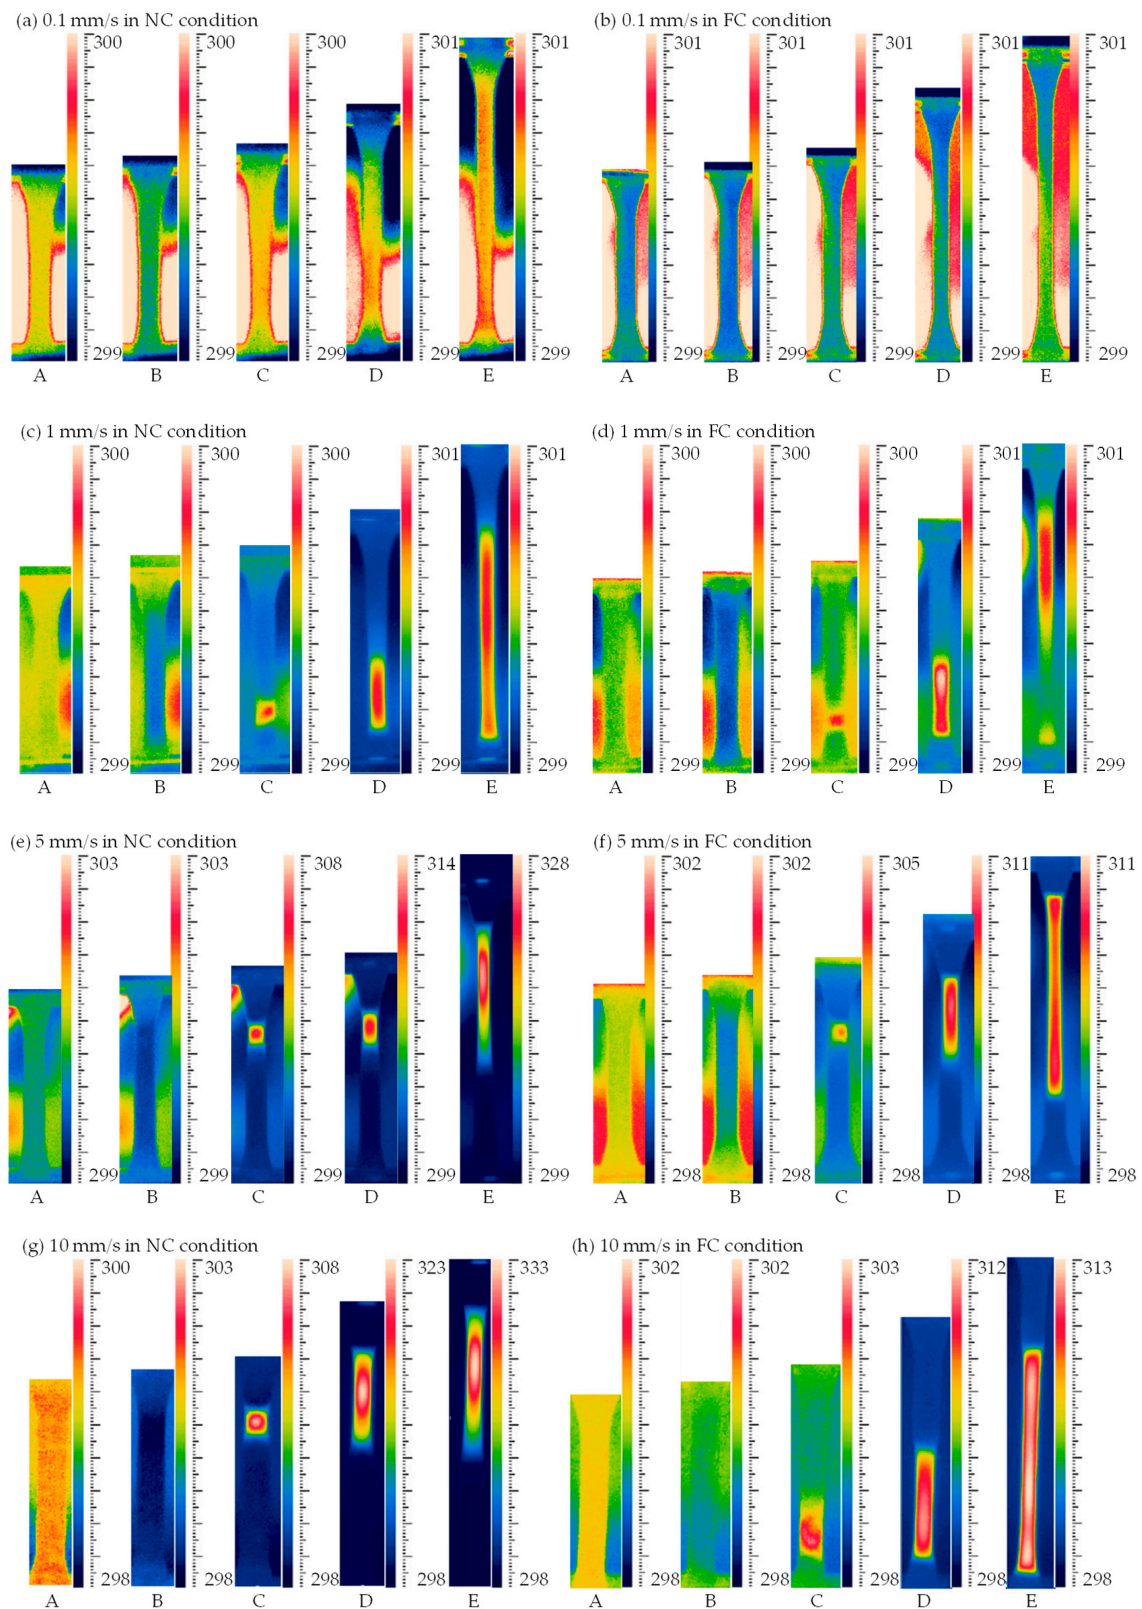 (a) 0.1 mm/s in NC condition
(b) 0.1 mm/s in FC condition
300 300 300 301 301
301 301 301 301 301
299 299 299 299 299
299 299 299 299 299
A B C D E
A B C D E
(c) 1 mm/s in NC condition
(d) 1 mm/s in FC condition
300 300 300 301 301
300 300 300 301 301
299 299 299 299 299
299 299 299 299 299
A B C D E
A B C D E
(e) 5 mm/s in NC condition
(f) 5 mm/s in FC condition
303 303 308 314 328
302 302 305 311 311
299 299 299 299 299
298 298 298 298 298
A B C D E
A B C D E
(g) 10 mm/s in NC condition
(h) 10 mm/s in FC condition
300 303 308 323 333
302 302 303 312 313
298 298 298 298 298
298 298 298 298 298
A B C D E
A B C D E